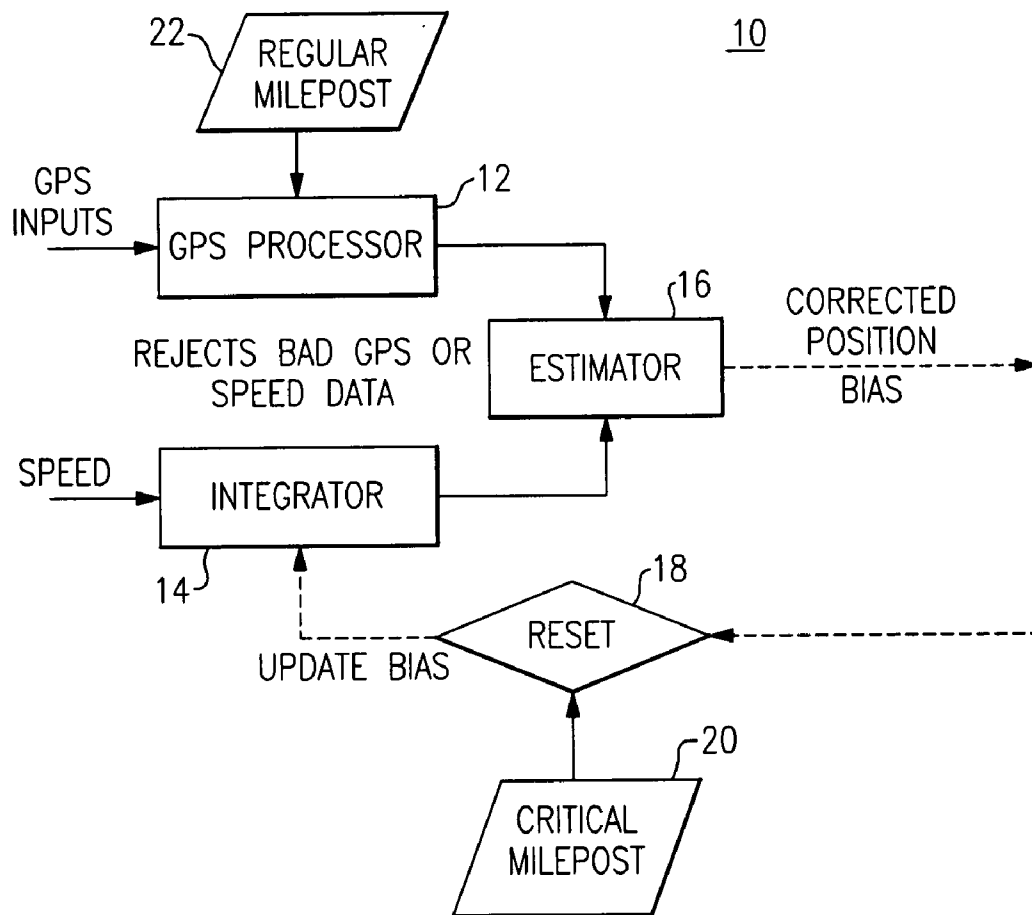 22
REGULAR
MILEPOST
10
GPS
INPUTS
12
GPS PROCESSOR
16
REJECTS BAD GPS OR
SPEED DATA
ESTIMATOR
CORRECTED
POSITION
BIAS
SPEED
INTEGRATOR
14
18
RESET
UPDATE BIAS
20
CRITICAL
MILEPOST